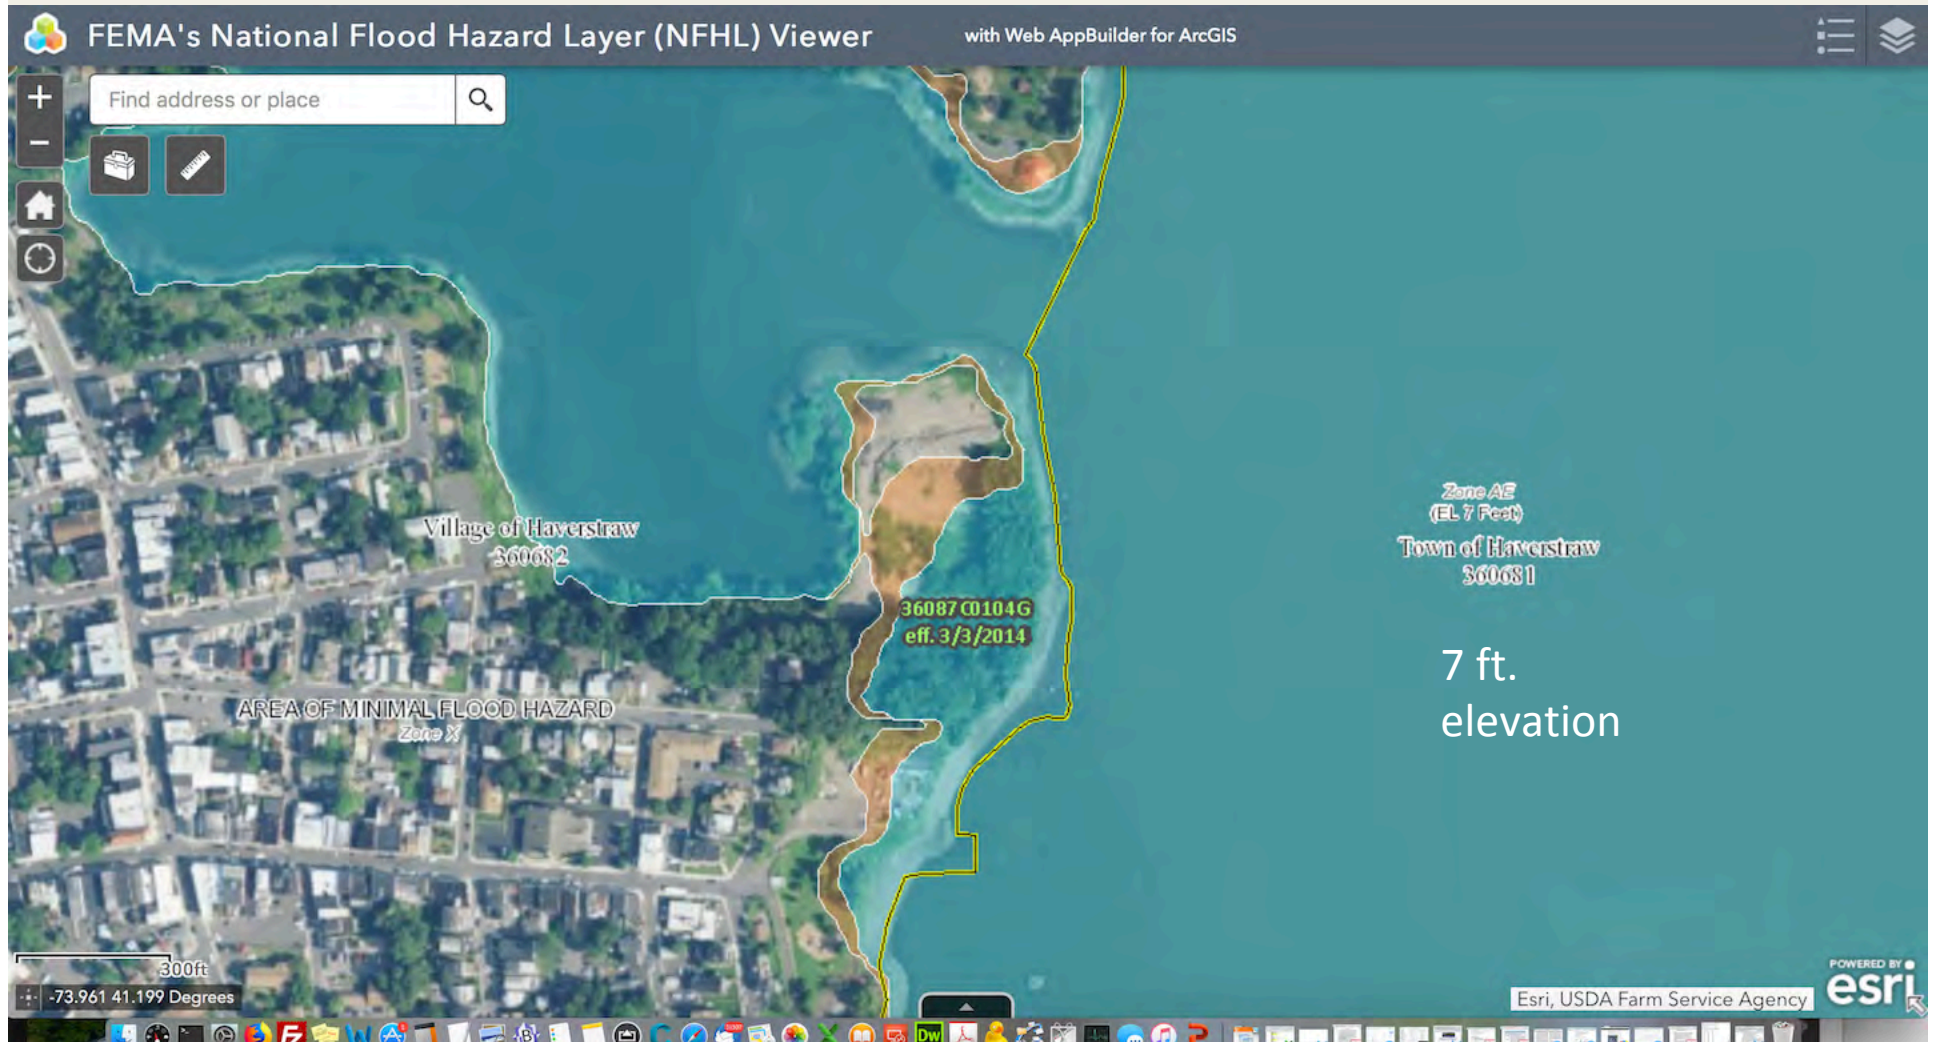 FEMA's National Flood Hazard Layer (NFHL) Viewer
with Web AppBuilder for ArcGIS
Find address or place
Village of Haverstraw
360682
Zone AE
(EL 7 Feet)
Town of Haverstraw
360681
36087C0104G
eff. 3/3/2014
7 ft.
elevation
AREA OF MINIMAL FLOOD HAZARD
Zone X
300ft
-73.961 41.199 Degrees
Esri, USDA Farm Service Agency
POWERED BY
esri
Dw